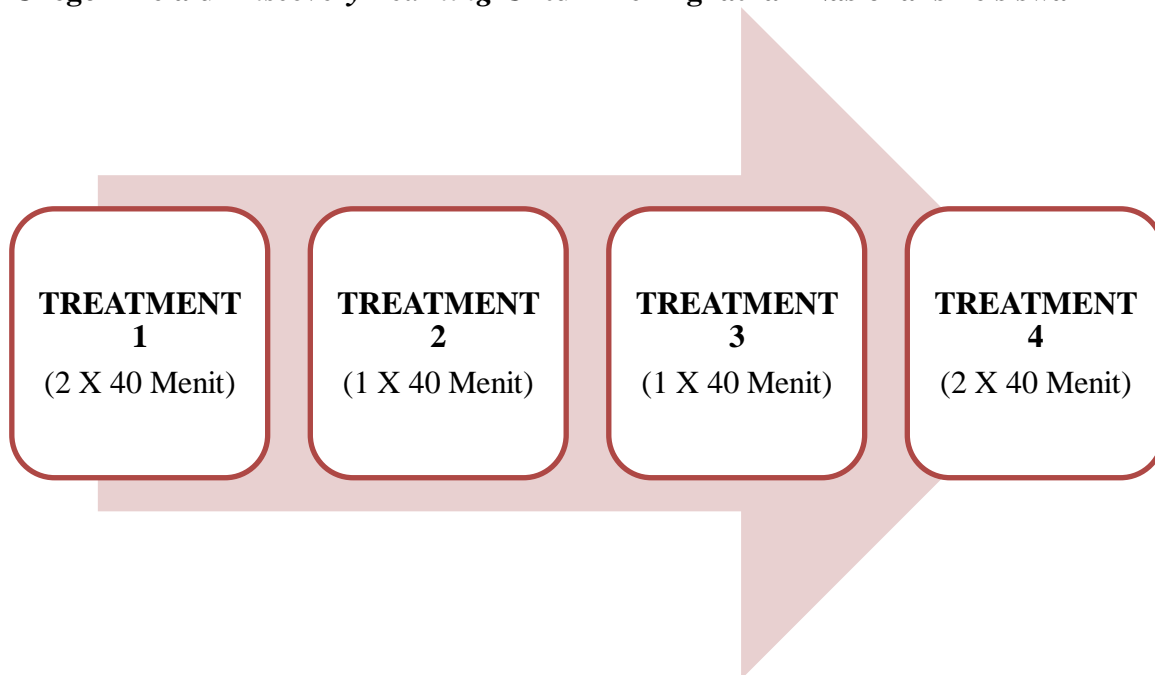 TREATMENT TREATMENT TREATMENT TREATMENT
1 2 3 4
(2 X 40 Menit) (1 X 40 Menit) (1 X 40 Menit) (2 X 40 Menit)